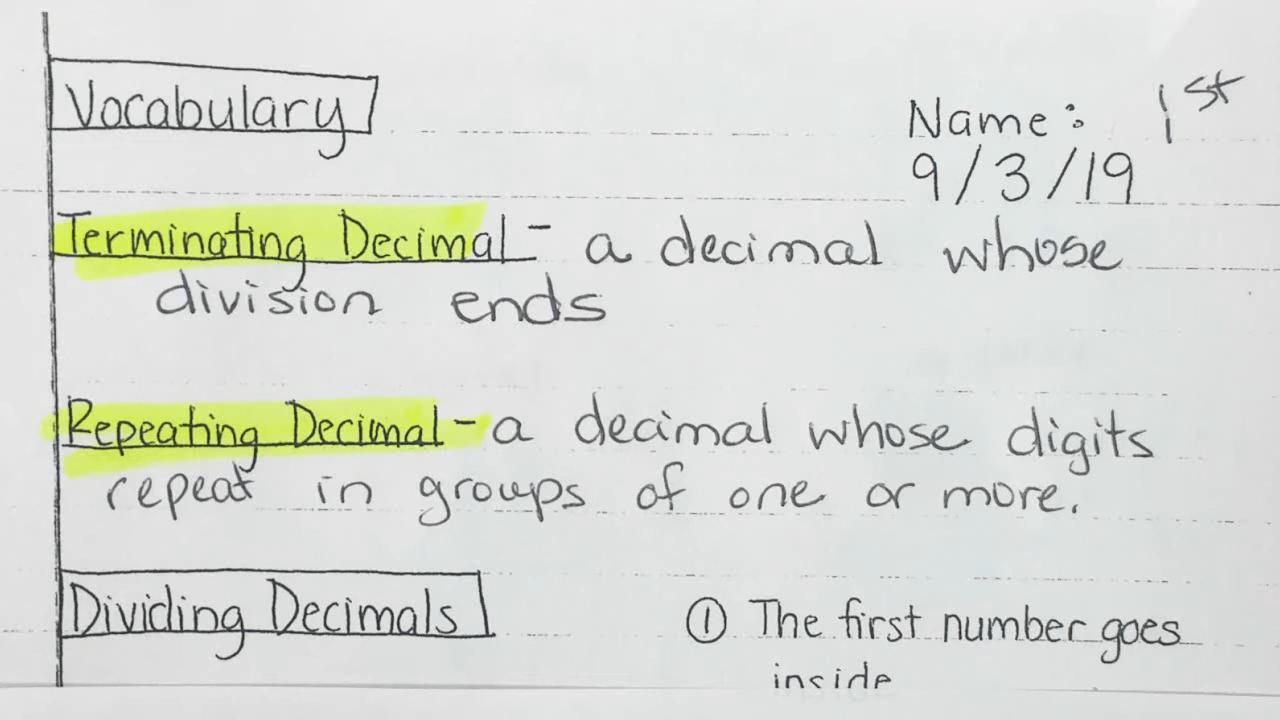 Vocabulary
Name: 1st
9/3/19
Terminating Decimal - a decimal whose
division ends
Repeating Decimal - a decimal whose digits
repeat in groups of one or more.
Dividing Decimals
① The first number goes
inside